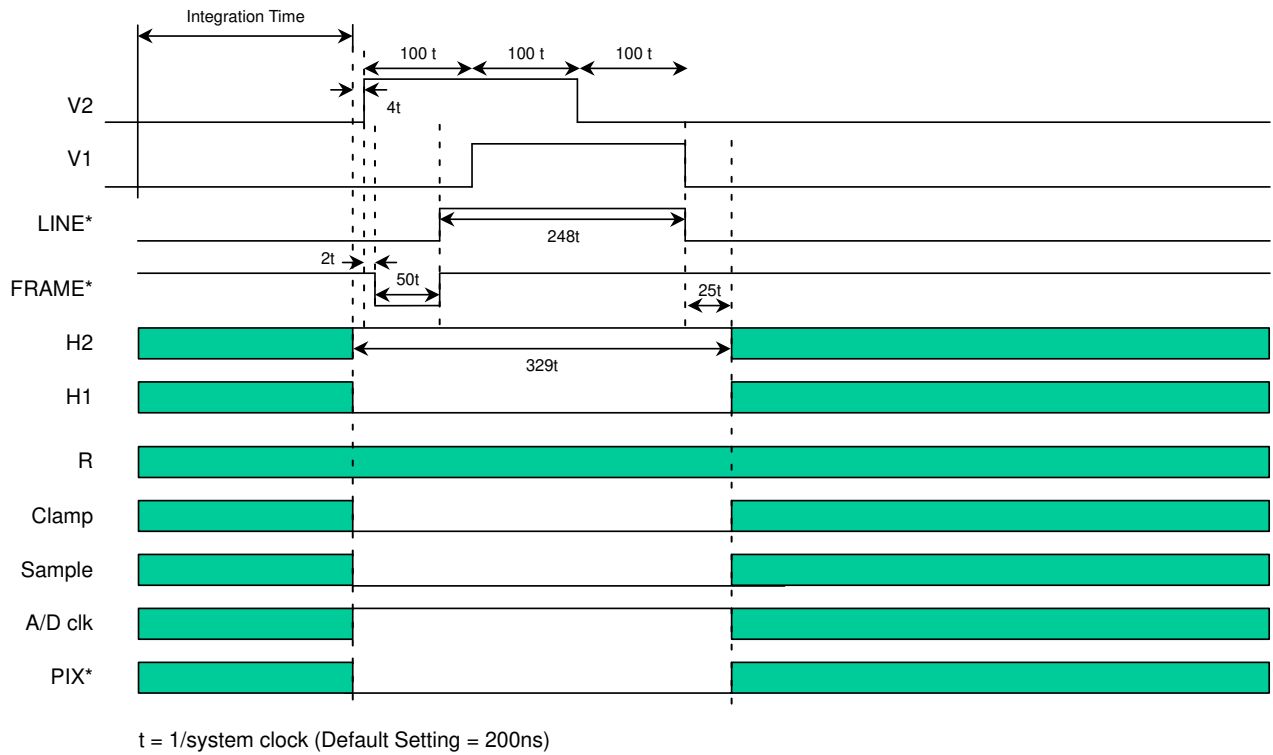 Integration Time
100 t 100 t 100 t
V2
4t
V1
LINE*
248t
2t
FRAME*
50t
25t
H2
329t
H1
R
Clamp
Sample
A/D clk
PIX*
t = 1/system clock (Default Setting = 200ns)